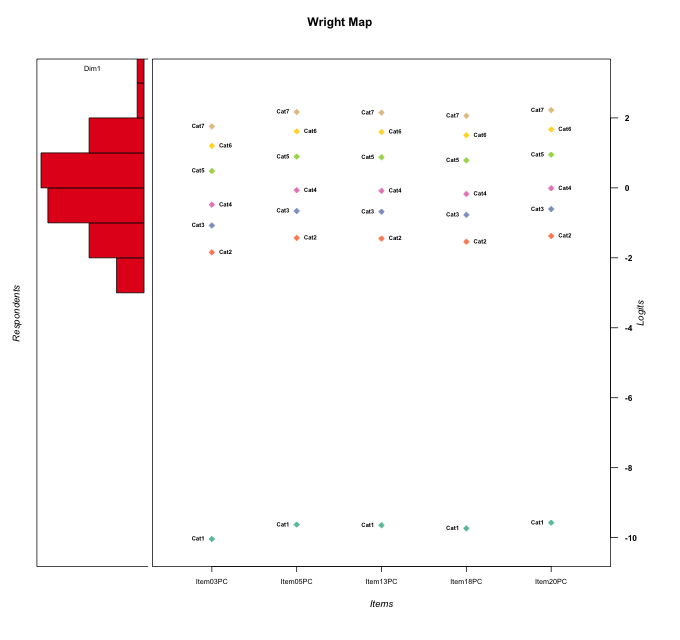 Wright Map
Dim1
Cat7 Cat7 Cat7 Cat7 Cat7
2
Cat6 Cat6 Cat6 Cat6 Cat6
Cat5 Cat5 Cat5 Cat5 Cat5
0
Cat4 Cat4 Cat4 Cat4 Cat4
Cat3 Cat3 Cat3 Cat3 Cat3
Cat2 Cat2 Cat2 Cat2 Cat2
-2
-4
-6
-8
Cat1 Cat1 Cat1 Cat1 Cat1
-10
Respondents
Logits
Item03PC Item05PC Item13PC Item18PC Item20PC
Items